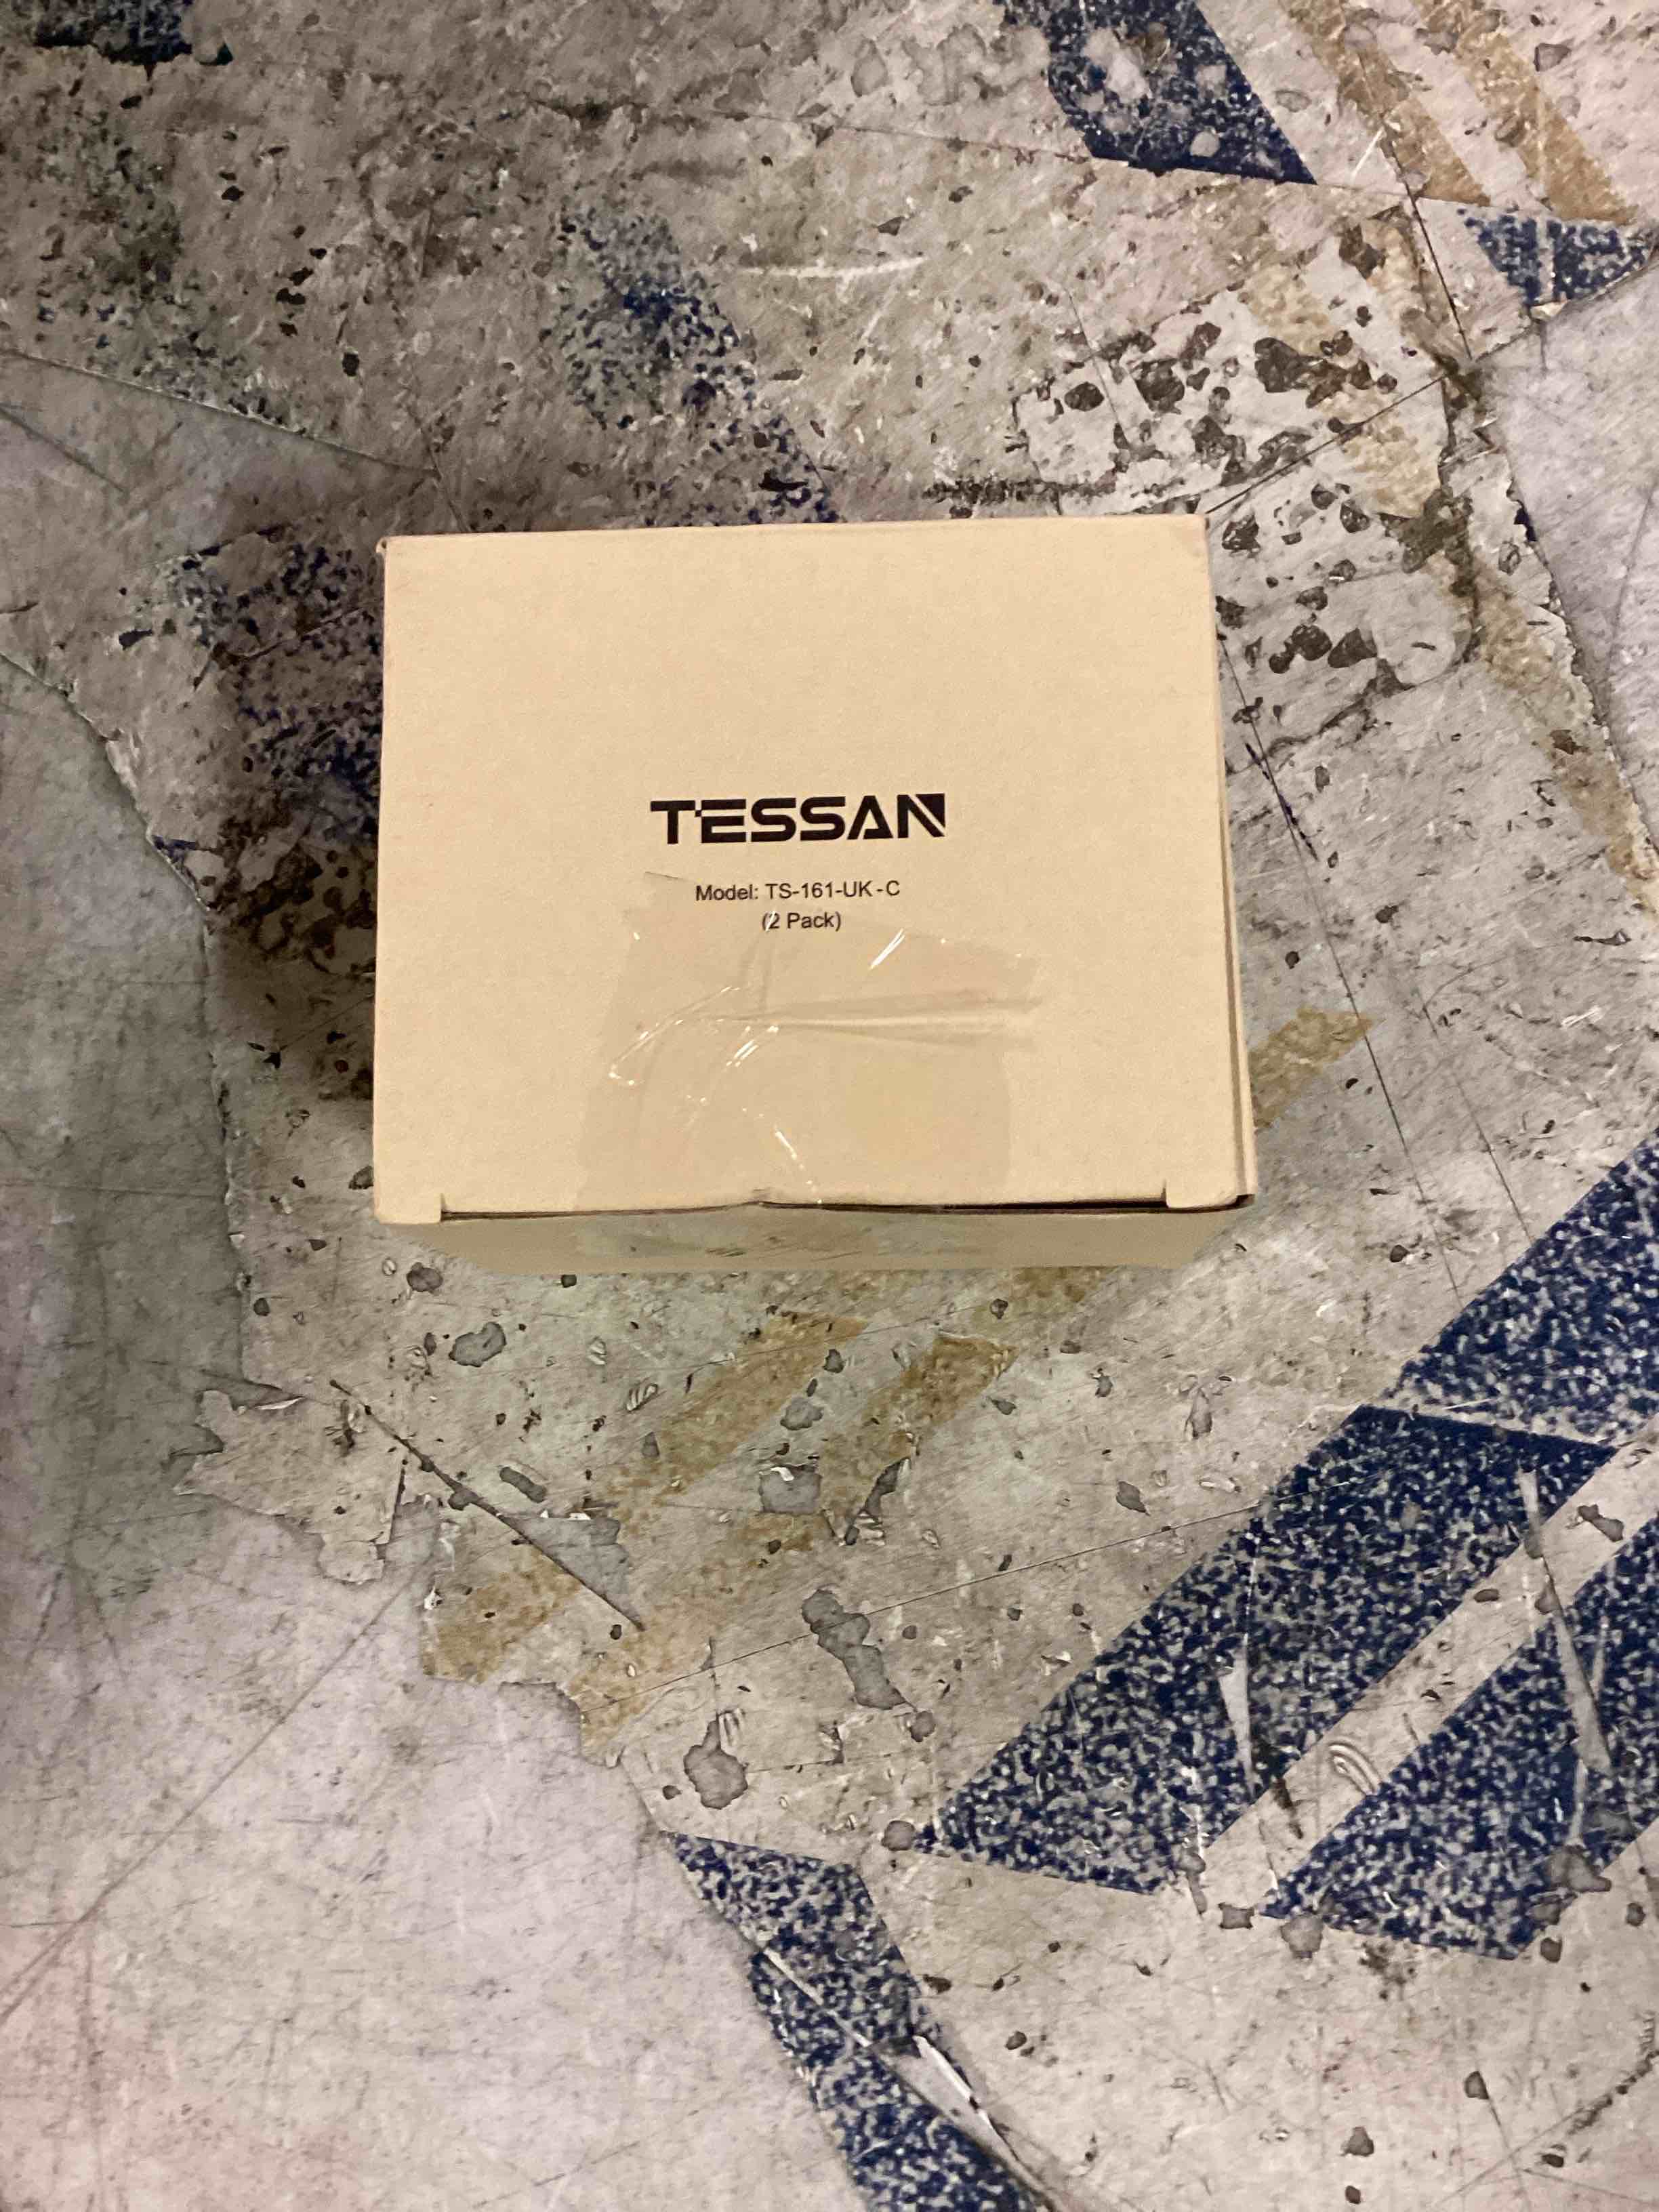 TESSAN
Model: TS-161-UK-C
(2 Pack)